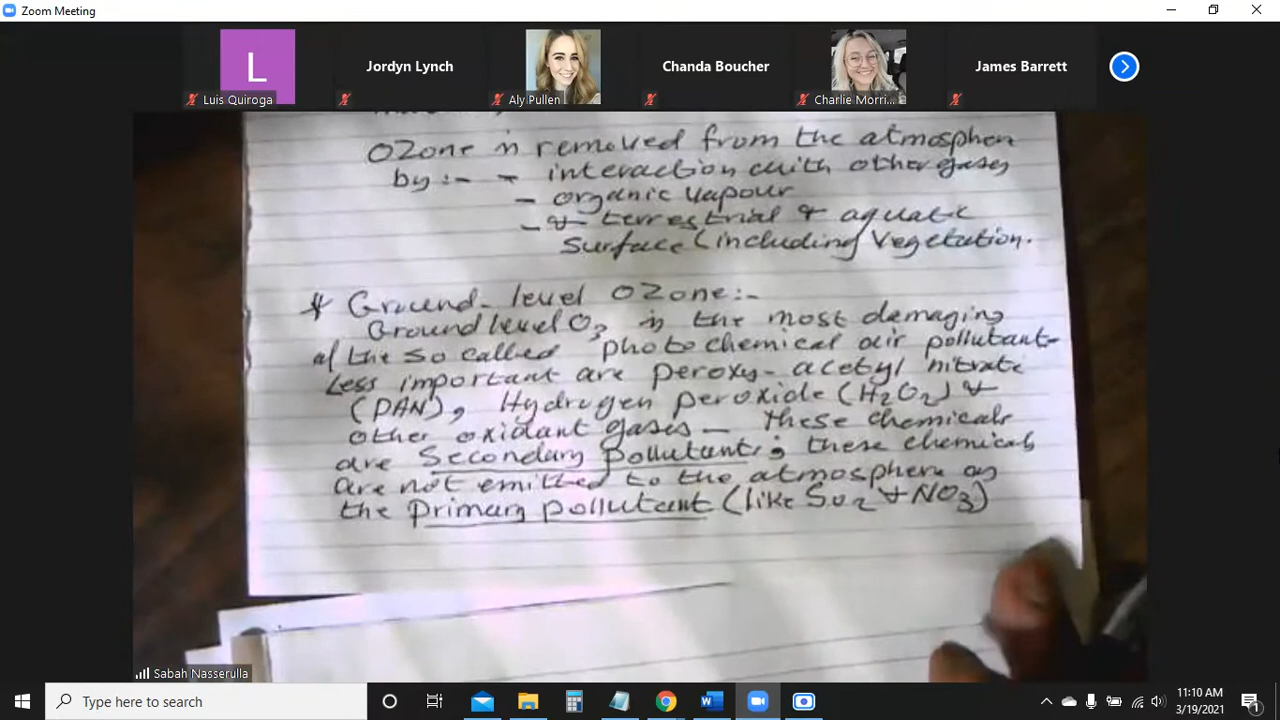 Zoom Meeting
L
Luis Quiroga
Jordyn Lynch
Aly Pullen
Chanda Boucher
Charlie Morri...
James Barrett
OZone is removed from the atmosphere
by :- - interaction with other gases
- organic vapour
- & terrestrial & aquatic
Surface (including Vegetation.
* Ground-level OZone:-
Ground level O3 is the most damaging
of the so called photochemical air pollutant-
Less important are peroxy-acetyl nitrate
(PAN), Hydrogen peroxide (H2O2) &
other oxidant gases - these chemicals
are Secondary pollutant; these chemicals
are not emitted to the atmosphere as
the primary pollutant (like SO2 & NO3)
Sabah Nasserulla
Type here to search
11:10 AM
3/19/2021
1